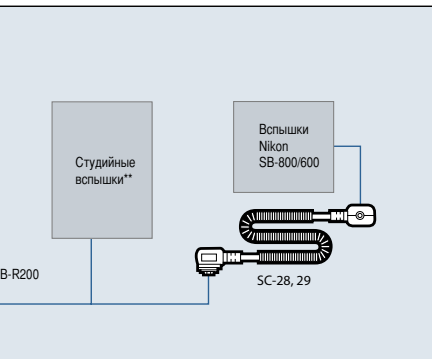 Студийные
вспышки**
Вспышки
Nikon
SB-800/600
B-R200
SC-28, 29